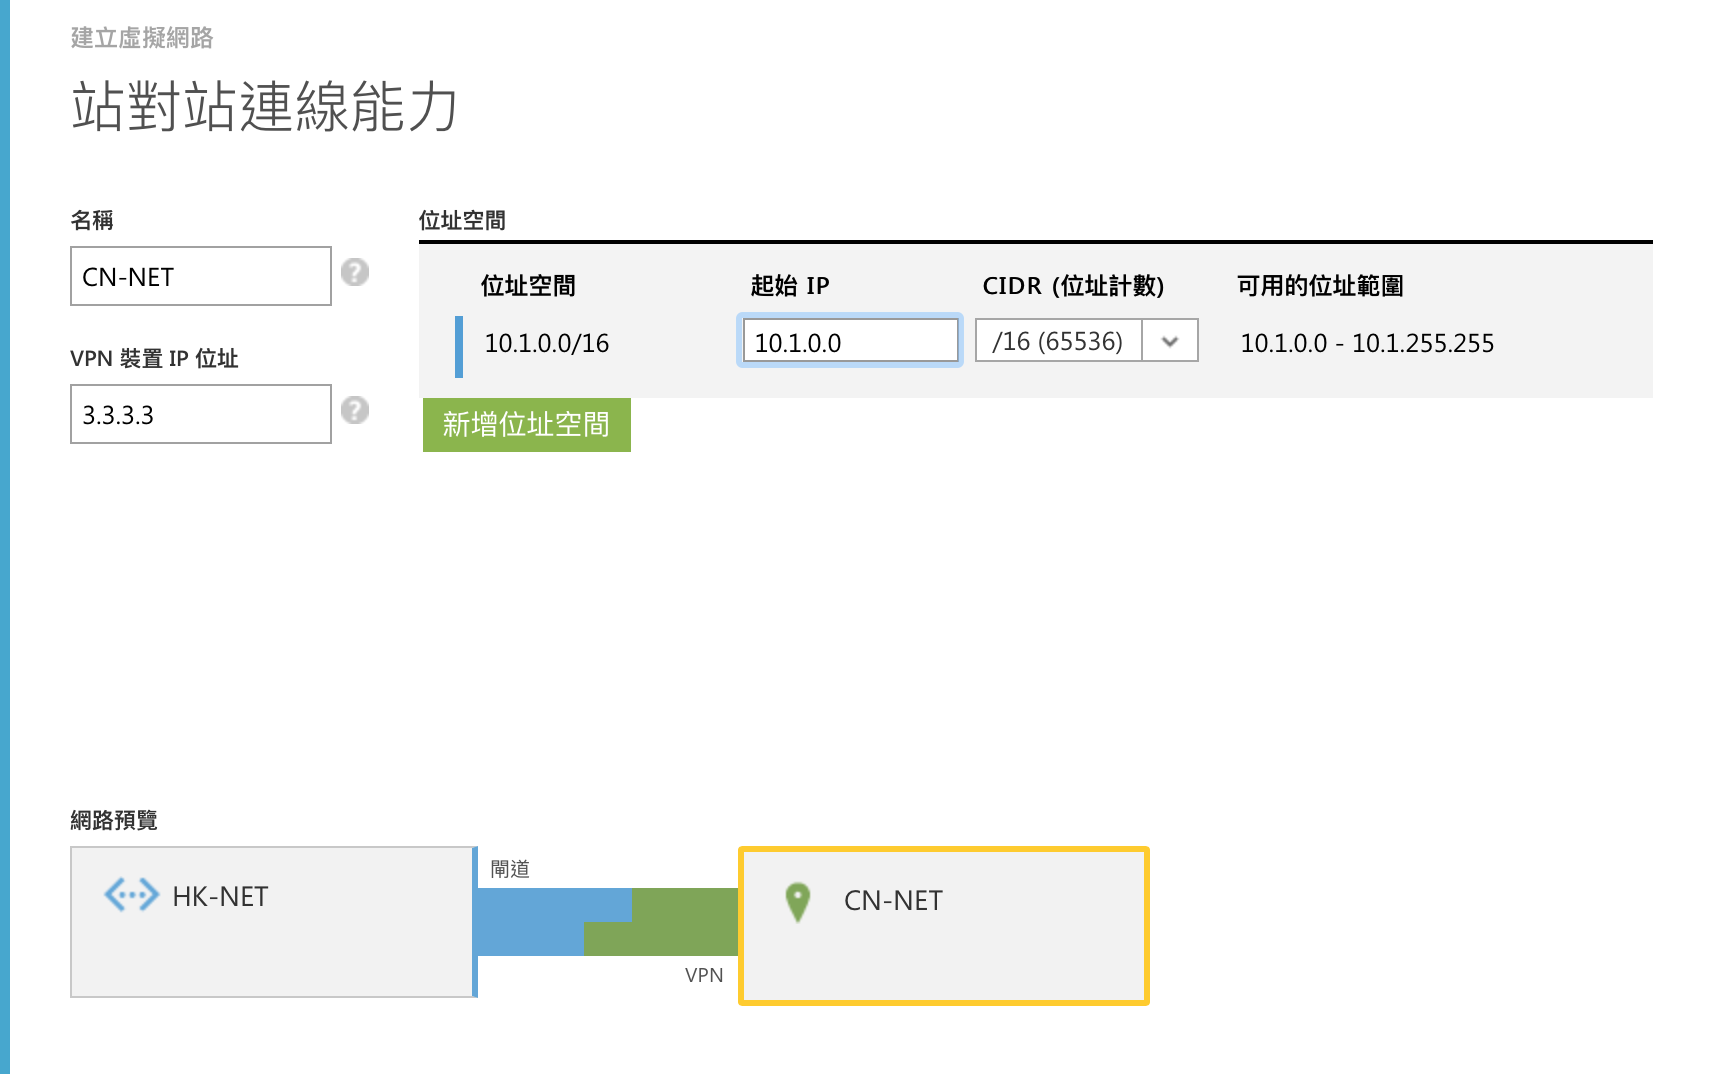 建立虛擬網路
站對站連線能力
名稱
CN-NET
?
VPN 裝置 IP 位址
3.3.3.3
?
位址空間
位址空間 起始 IP CIDR (位址計數) 可用的位址範圍
10.1.0.0/16 10.1.0.0 /16 (65536) 10.1.0.0 - 10.1.255.255
新增位址空間
網路預覽
HK-NET
閘道
VPN
CN-NET